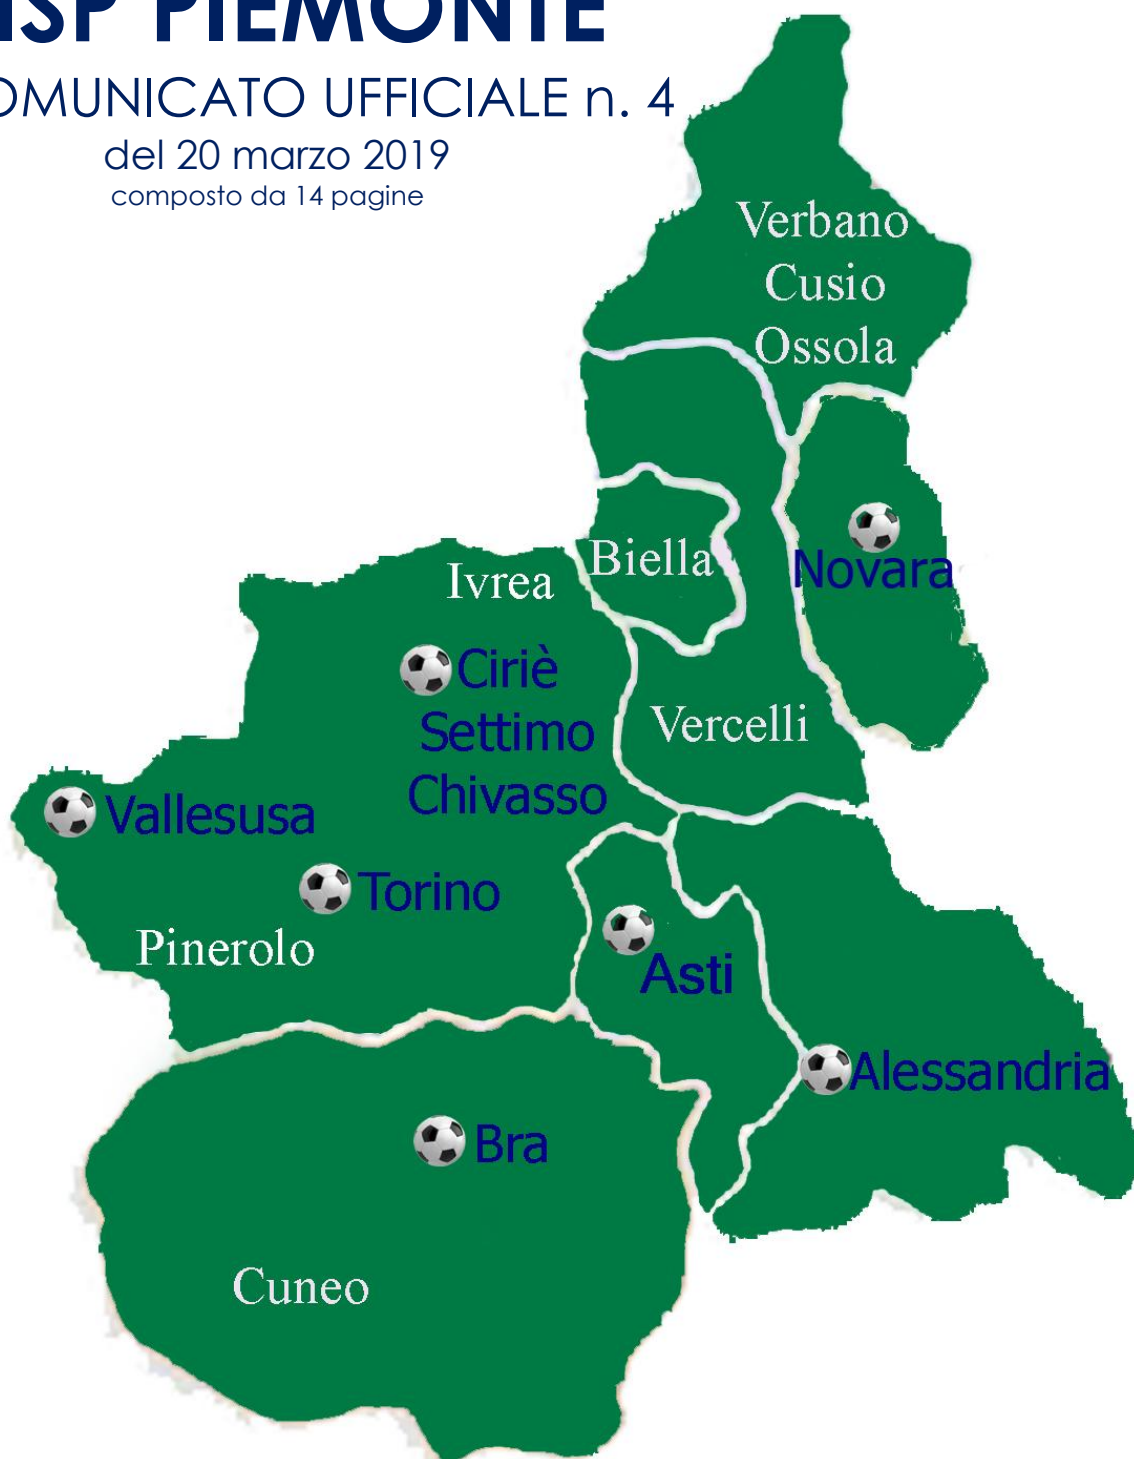 ISP PIEMONTE
OMUNICATO UFFICIALE n. 4
del 20 marzo 2019
composto da 14 pagine
Verbano
Cusio
Ossola
Biella
Novara
Ivrea
Ciriè
Settimo
Chivasso
Vercelli
Vallesusa
Torino
Pinerolo
Asti
Alessandria
Bra
Cuneo